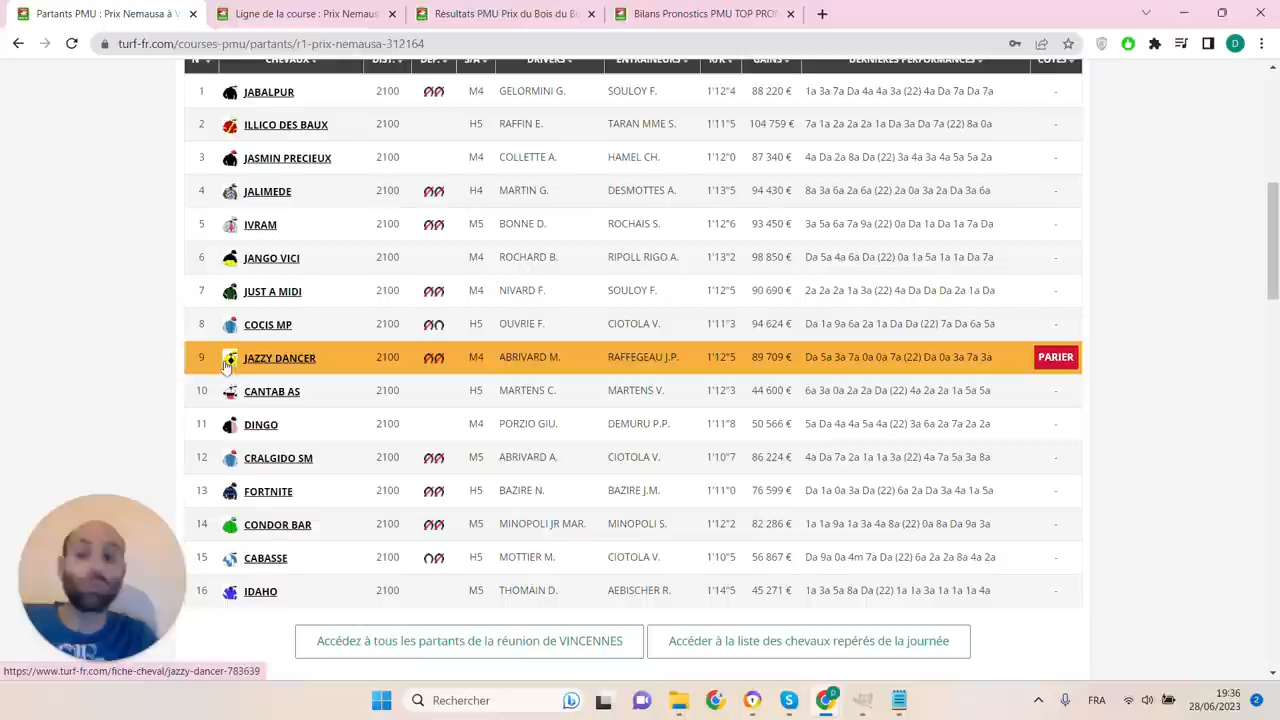 Partants PMU : Prix Nemausa à V
Ligne de la course : Prix Nemaus
Résultats PMU Prix du Bois du Bo
Bilans Pronostics PMU TOP PRO
turf-fr.com/courses-pmu/partants/r1-prix-nemausa-312164
N° CHEVAUX DIST. DEF. S/A DRIVERS ENTRAINEURS R/K GAINS DERNIÈRES PERFORMANCES COTES
1 JABALPUR 2100 M4 GELORMINI G. SOULOY F. 1'12"4 88 220 € 1a 3a 7a Da 4a 4a 3a (22) 4a Da 7a Da 7a -
2 ILLICO DES BAUX 2100 H5 RAFFIN E. TARAN MME S. 1'11"5 104 759 € 7a 1a 2a 2a 2a 1a Da 3a Da 7a (22) 8a 0a -
3 JASMIN PRECIEUX 2100 M4 COLLETTE A. HAMEL CH. 1'12"0 87 340 € 4a Da 2a 8a Da (22) 3a 4a 3a 4a 5a 5a 2a -
4 JALIMEDE 2100 H4 MARTIN G. DESMOTTES A. 1'13"5 94 430 € 8a 3a 6a 2a 6a (22) 2a 0a 3a 2a Da 3a 6a -
5 IVRAM 2100 M5 BONNE D. ROCHAIS S. 1'12"6 93 450 € 3a 5a 6a 7a 9a (22) 0a Da 1a Da 1a 7a Da -
6 JANGO VICI 2100 M4 ROCHARD B. RIPOLL RIGO A. 1'13"2 98 850 € Da 5a 4a 6a Da (22) 0a 1a 5a 1a 1a Da 7a -
7 JUST A MIDI 2100 M4 NIVARD F. SOULOY F. 1'12"5 90 690 € 2a 2a 2a 1a 3a (22) 4a Da Da Da 2a 1a Da -
8 COCIS MP 2100 H5 OUVRIE F. CIOTOLA V. 1'11"3 94 624 € Da 1a 9a 6a 2a 1a Da Da (22) 7a Da 6a 5a -
9 JAZZY DANCER 2100 M4 ABRIVARD M. RAFFEGEAU J.P. 1'12"5 89 709 € Da 5a 3a 7a 0a 0a 7a (22) Da 0a 3a 7a 3a PARIER
10 CANTAB AS 2100 H5 MARTENS C. MARTENS V. 1'12"3 44 600 € 6a 3a 0a 2a 2a Da (22) 4a 2a 2a 1a 5a 5a -
11 DINGO 2100 M4 PORZIO GIU. DEMURU P.P. 1'11"8 50 566 € 5a Da 4a 4a 5a 4a (22) 3a 6a 2a 7a 2a 2a -
12 CRALGIDO SM 2100 M5 ABRIVARD A. CIOTOLA V. 1'10"7 86 224 € 4a Da 7a 2a 1a 1a 3a (22) 4a 7a 5a 3a 8a -
13 FORTNITE 2100 H5 BAZIRE N. BAZIRE J.M. 1'11"0 76 599 € Da 1a 0a 3a Da (22) 6a 2a Da 3a 4a 1a 5a -
14 CONDOR BAR 2100 M5 MINOPOLI JR MAR. MINOPOLI S. 1'12"2 82 286 € 1a 1a 9a 1a 3a 4a 8a (22) 0a 8a Da 9a 3a -
15 CABASSE 2100 H5 MOTTIER M. CIOTOLA V. 1'10"5 56 867 € Da 9a 0a 4m 7a Da (22) 6a 2a 2a 8a 4a 2a -
16 IDAHO 2100 M5 THOMAIN D. AEBISCHER R. 1'14"5 45 271 € 1a 3a 5a 8a Da (22) 1a 1a 3a 1a 1a 1a 4a -
Accédez à tous les partants de la réunion de VINCENNES
Accéder à la liste des chevaux repérés de la journée
https://www.turf-fr.com/fiche-cheval/jazzy-dancer-783639
Rechercher
FRA
19:36
28/06/2023
2